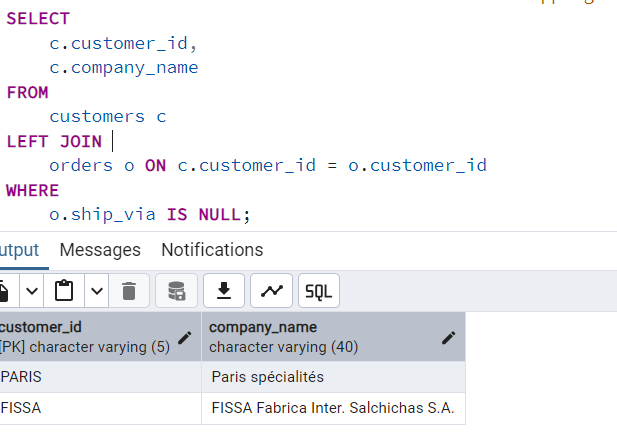 SELECT
c.customer_id,
c.company_name
FROM
customers c
LEFT JOIN
orders o ON c.customer_id = o.customer_id
WHERE
o.ship_via IS NULL;
utput Messages Notifications
SQL
customer_id company_name
[PK] character varying (5) character varying (40)
PARIS Paris spécialités
FISSA FISSA Fabrica Inter. Salchichas S.A.